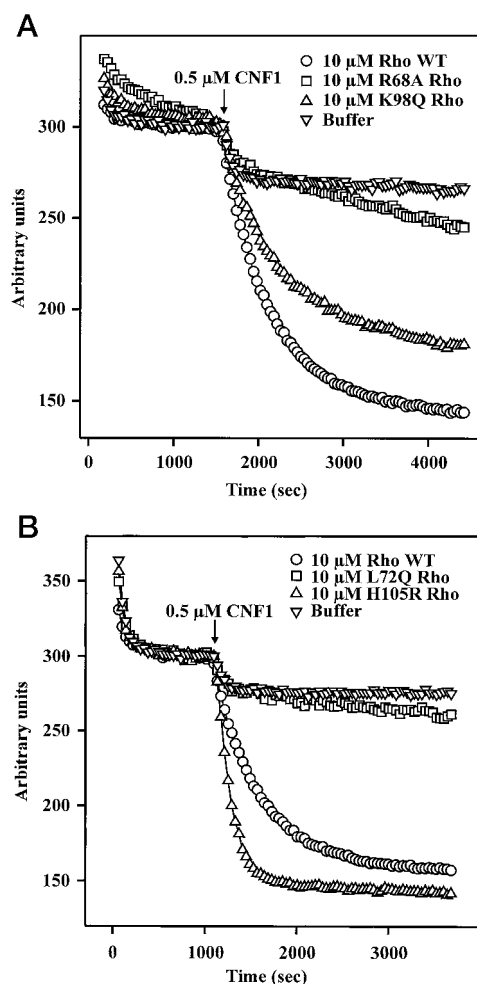 A
○ 10 μM Rho WT
□ 10 μM R68A Rho
0.5 μM CNF1
△ 10 μM K98Q Rho
▽ Buffer
300
250
200
150
Arbitrary units
0 1000 2000 3000 4000
Time (sec)
B
○ 10 μM Rho WT
□ 10 μM L72Q Rho
△ 10 μM H105R Rho
▽ Buffer
0.5 μM CNF1
350
300
250
200
150
Arbitrary units
0 1000 2000 3000
Time (sec)